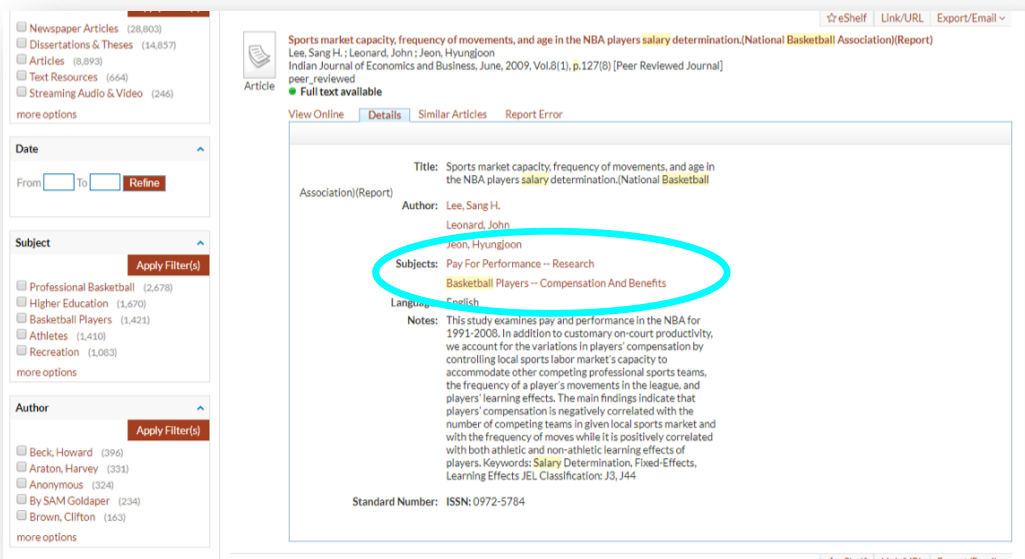 Newspaper Articles (28,803)
Dissertations & Theses (14,857)
Articles (8,893)
Text Resources (664)
Streaming Audio & Video (246)
more options
Date
From To Refine
Subject
Apply Filter(s)
Professional Basketball (2,678)
Higher Education (1,670)
Basketball Players (1,421)
Athletes (1,410)
Recreation (1,083)
more options
Author
Apply Filter(s)
Beck, Howard (396)
Araton, Harvey (331)
Anonymous (324)
By SAM Goldaper (234)
Brown, Clifton (163)
more options
eShelf Link/URL Export/Email
Article
Sports market capacity, frequency of movements, and age in the NBA players salary determination.(National Basketball Association)(Report)
Lee, Sang H. ; Leonard, John ; Jeon, Hyungjoon
Indian Journal of Economics and Business, June, 2009, Vol.8(1), p.127(8) [Peer Reviewed Journal]
peer_reviewed
Full text available
View Online Details Similar Articles Report Error
Title: Sports market capacity, frequency of movements, and age in
the NBA players salary determination.(National Basketball
Association)(Report)
Author: Lee, Sang H.
Leonard, John
Jeon, Hyungjoon
Subjects: Pay For Performance -- Research
Basketball Players -- Compensation And Benefits
Language: English
Notes: This study examines pay and performance in the NBA for
1991-2008. In addition to customary on-court productivity,
we account for the variations in players' compensation by
controlling local sports labor market's capacity to
accommodate other competing professional sports teams,
the frequency of a player's movements in the league, and
players' learning effects. The main findings indicate that
players' compensation is negatively correlated with the
number of competing teams in given local sports market and
with the frequency of moves while it is positively correlated
with both athletic and non-athletic learning effects of
players. Keywords: Salary Determination, Fixed-Effects,
Learning Effects JEL Classification: J3, J44
Standard Number: ISSN: 0972-5784